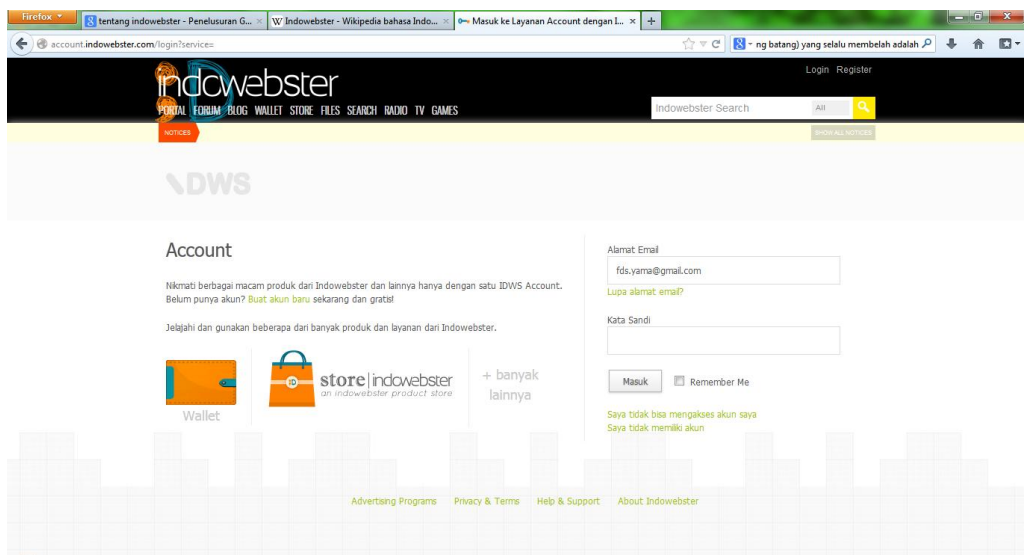 Firefox
tentang indowebster - Penelusuran G...
Indowebster - Wikipedia bahasa Indo...
Masuk ke Layanan Account dengan I...
account.indowebster.com/login?service=
ng batang) yang selalu membelah adalah
Login Register
indowebster
PORTAL FORUM BLOG WALLET STORE FILES SEARCH RADIO TV GAMES
Indowebster Search
All
NOTICES
SHOW ALL NOTICES
IDWS
Account
Nikmati berbagai macam produk dari Indowebster dan lainnya hanya dengan satu IDWS Account.
Belum punya akun? Buat akun baru sekarang dan gratis!
Jelajahi dan gunakan beberapa dari banyak produk dan layanan dari Indowebster.
Wallet
ID
store|indowebster
an indowebster product store
+ banyak
lainnya
Alamat Email
fds.yama@gmail.com
Lupa alamat email?
Kata Sandi
Masuk
Remember Me
Saya tidak bisa mengakses akun saya
Saya tidak memiliki akun
Advertising Programs Privacy & Terms Help & Support About Indowebster